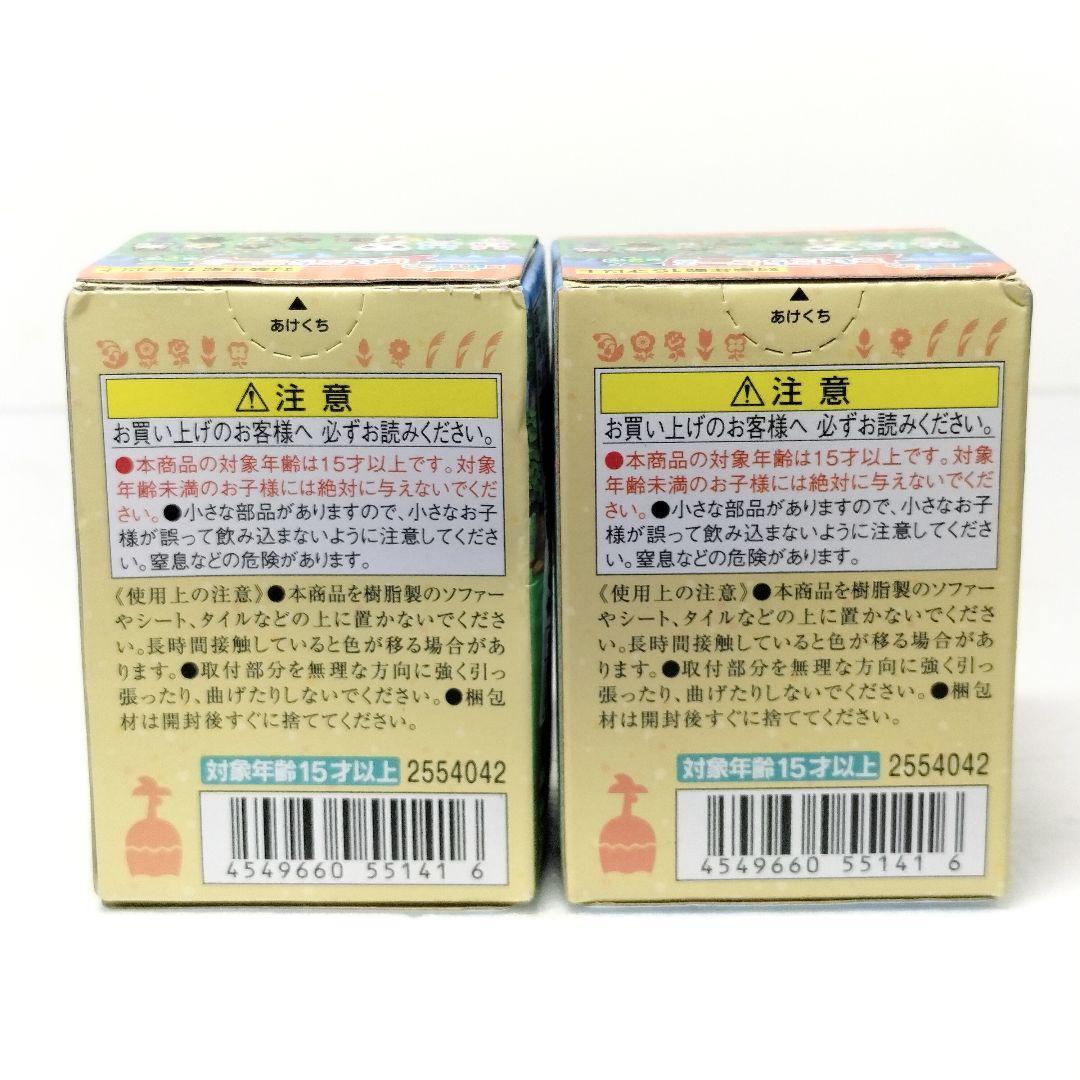 対象年齢15才以上
あけくち
⚠注意
お買い上げのお客様へ 必ずお読みください。
●本商品の対象年齢は15才以上です。対象
年齢未満のお子様には絶対に与えないでくだ
さい。●小さな部品がありますので、小さなお子
様が誤って飲み込まないように注意してくださ
い。窒息などの危険があります。
《使用上の注意》●本商品を樹脂製のソファー
やシート、タイルなどの上に置かないでくださ
い。長時間接触していると色が移る場合があ
ります。●取付部分を無理な方向に強く引っ
張ったり、曲げたりしないでください。●梱包
材は開封後すぐに捨ててください。
対象年齢15才以上 2554042
4549660 55141 6
対象年齢15才以上
あけくち
⚠注意
お買い上げのお客様へ 必ずお読みください。
●本商品の対象年齢は15才以上です。対象
年齢未満のお子様には絶対に与えないでくだ
さい。●小さな部品がありますので、小さなお子
様が誤って飲み込まないように注意してくださ
い。窒息などの危険があります。
《使用上の注意》●本商品を樹脂製のソファー
やシート、タイルなどの上に置かないでくださ
い。長時間接触していると色が移る場合があ
ります。●取付部分を無理な方向に強く引っ
張ったり、曲げたりしないでください。●梱包
材は開封後すぐに捨ててください。
対象年齢15才以上 2554042
4549660 55141 6